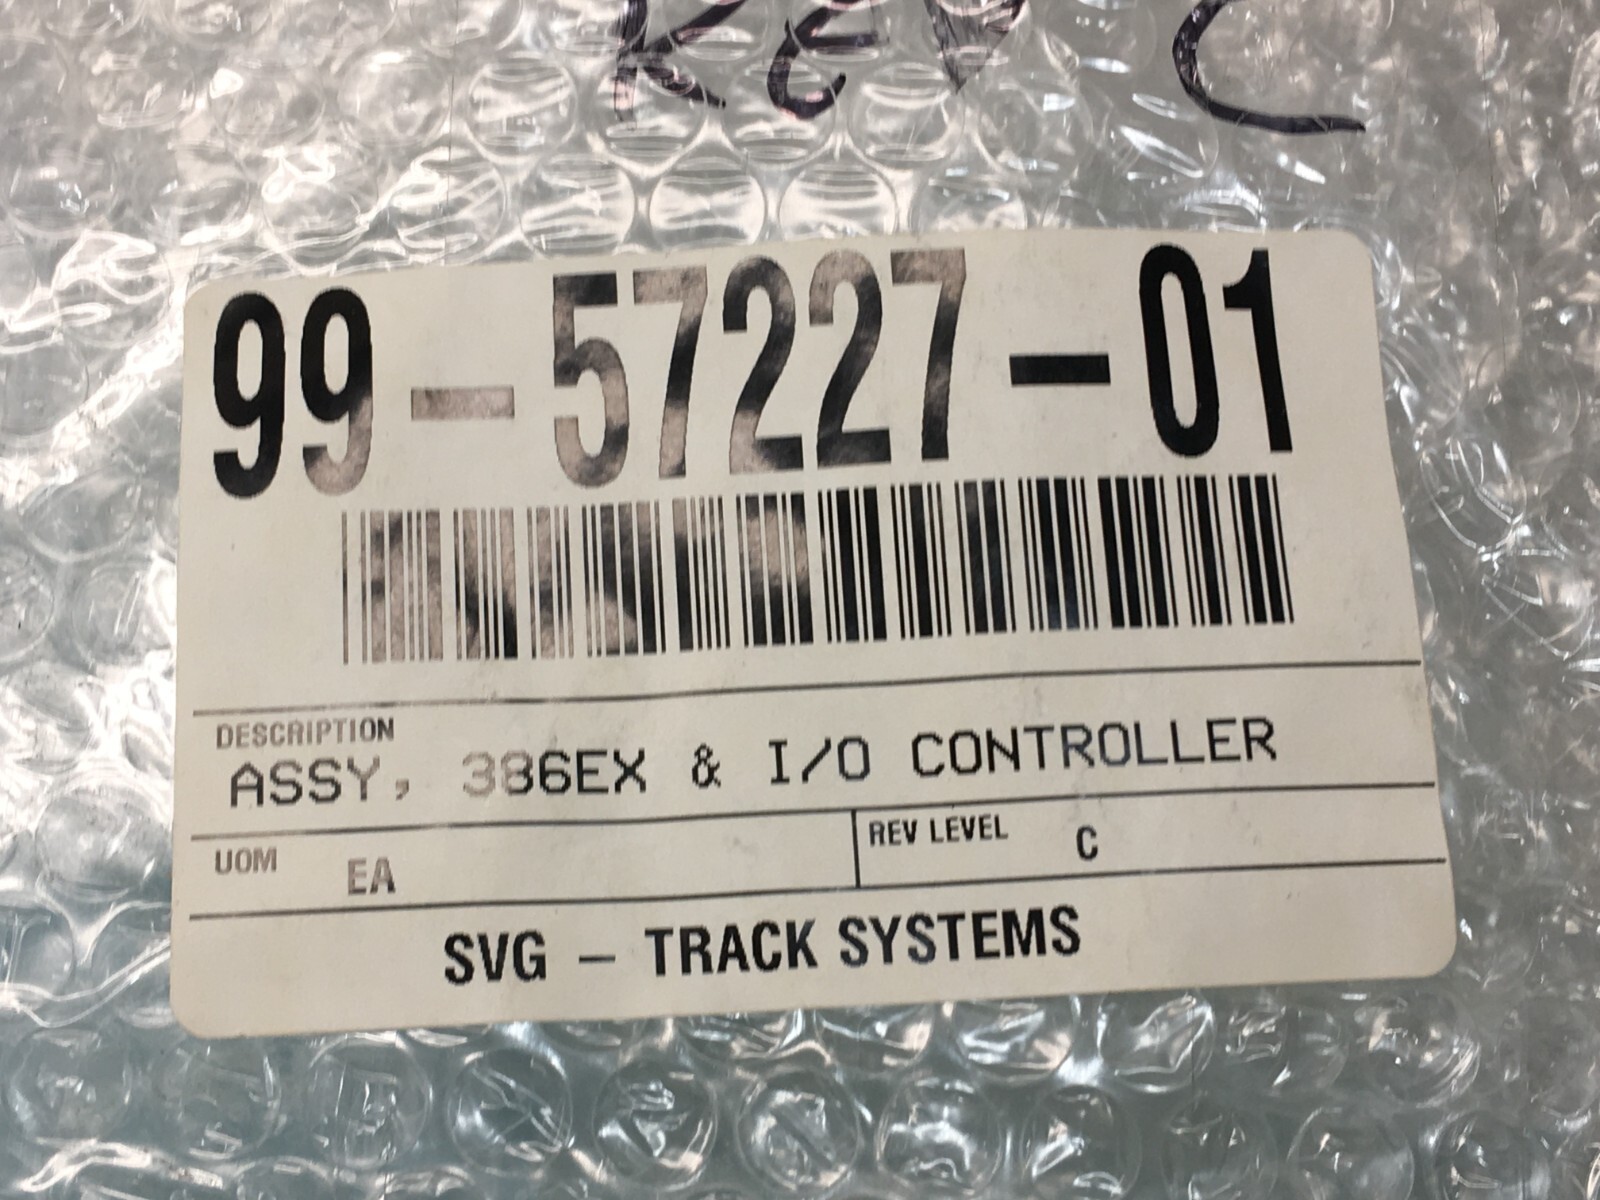 REV C
99-57227-01
DESCRIPTION
ASSY, 386EX & I/O CONTROLLER
UOM EA REV LEVEL C
SVG - TRACK SYSTEMS